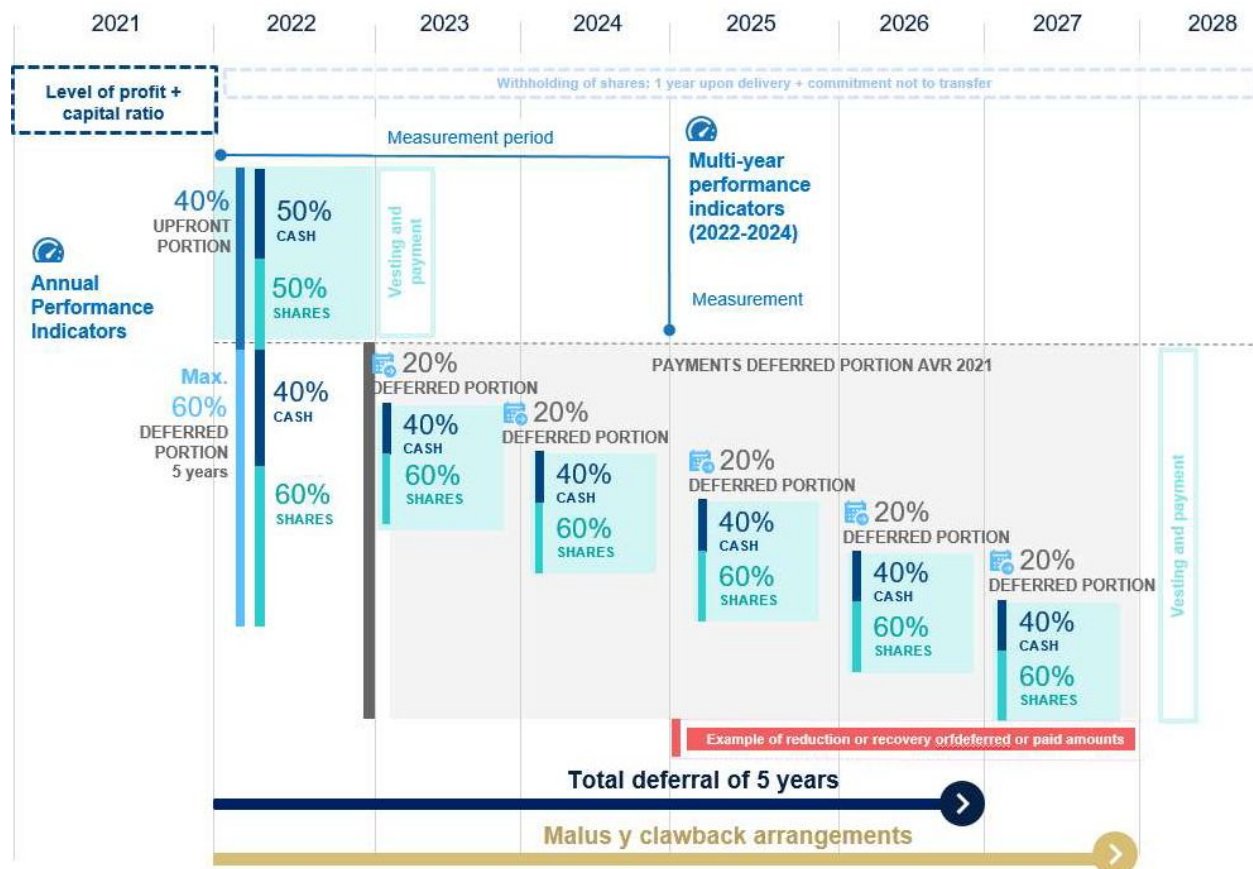 2021 2022 2023 2024 2025 2026 2027 2028
Level of profit +
capital ratio
Withholding of shares: 1 year upon delivery + commitment not to transfer
Measurement period
Multi-year
performance
indicators
(2022-2024)
Measurement
40%
UPFRONT
PORTION
50%
CASH
50%
SHARES
Vesting and
payment
Annual
Performance
Indicators
Max.
60%
DEFERRED
PORTION
5 years
40%
CASH
60%
SHARES
PAYMENTS DEFERRED PORTION AVR 2021
20%
DEFERRED PORTION
40%
CASH
60%
SHARES
20%
DEFERRED PORTION
40%
CASH
60%
SHARES
20%
DEFERRED PORTION
40%
CASH
60%
SHARES
20%
DEFERRED PORTION
40%
CASH
60%
SHARES
20%
DEFERRED PORTION
40%
CASH
60%
SHARES
Vesting and payment
Example of reduction or recovery orfdeferred or paid amounts
Total deferral of 5 years
Malus y clawback arrangements